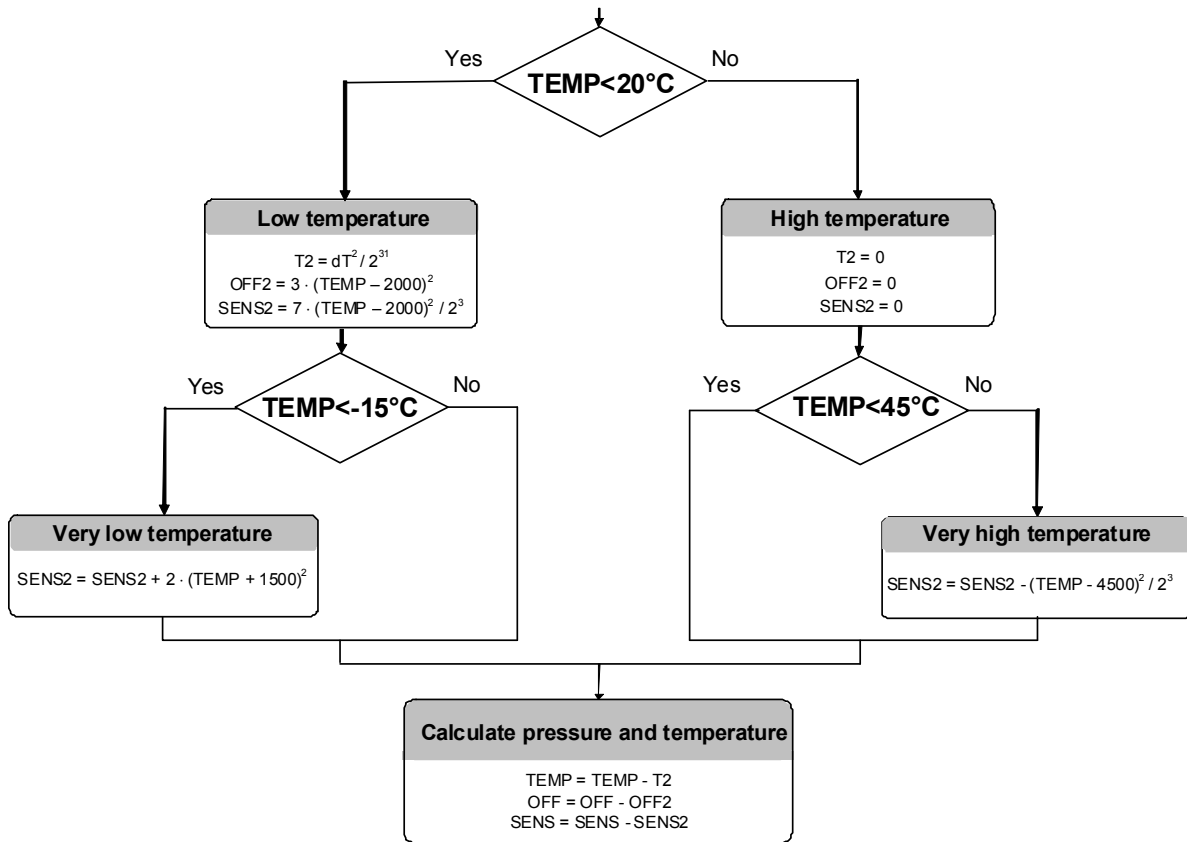 Yes
TEMP<20°C
No
Low temperature
T2 = dT² / 2³¹
OFF2 = 3 · (TEMP – 2000)²
SENS2 = 7 · (TEMP – 2000)² / 2³
High temperature
T2 = 0
OFF2 = 0
SENS2 = 0
Yes
TEMP<-15°C
No
Yes
TEMP<45°C
No
Very low temperature
SENS2 = SENS2 + 2 · (TEMP + 1500)²
Very high temperature
SENS2 = SENS2 - (TEMP - 4500)² / 2³
Calculate pressure and temperature
TEMP = TEMP - T2
OFF = OFF - OFF2
SENS = SENS - SENS2